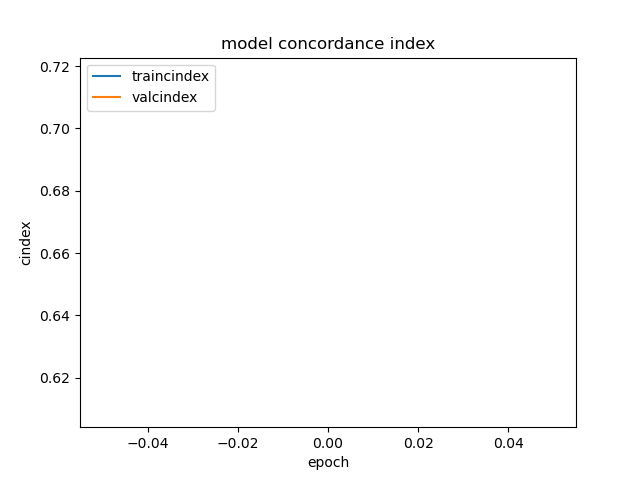 model concordance index
traincindex
valcindex
0.72
0.70
0.68
0.66
0.64
0.62
cindex
−0.04
−0.02
0.00
0.02
0.04
epoch